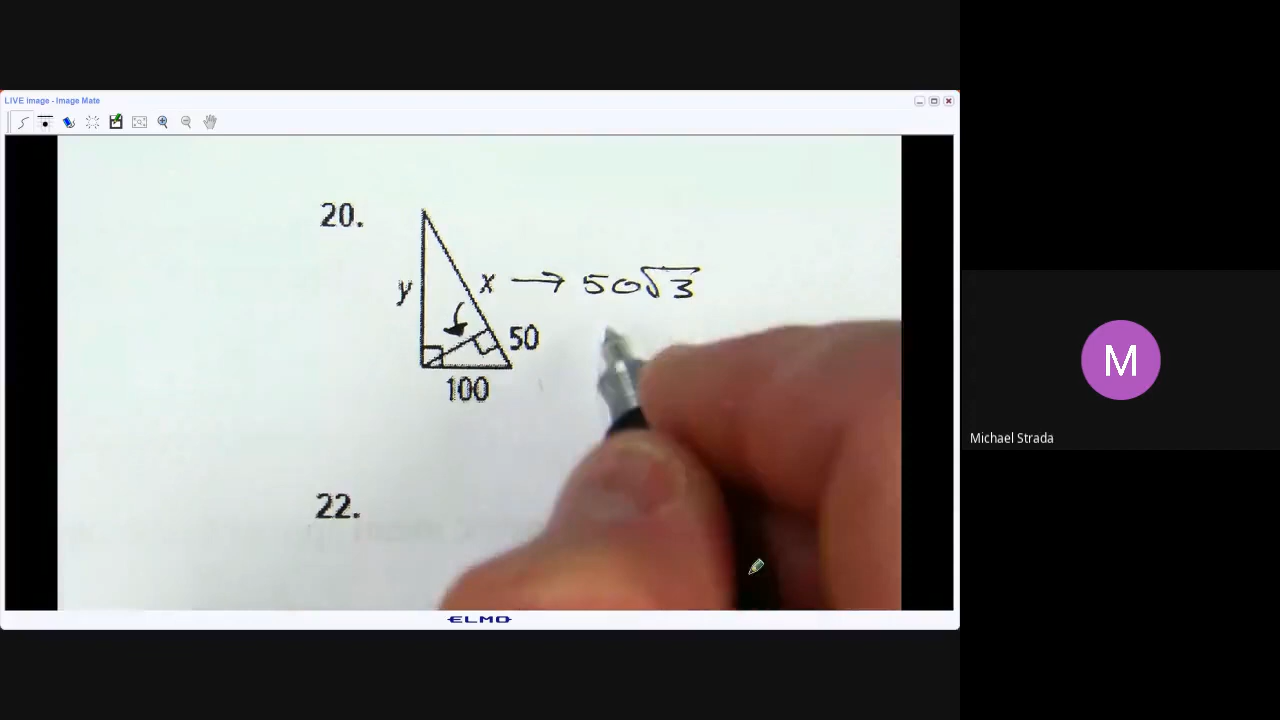 LIVE image - Image Mate
20.
y
x → 50√3
50
100
22.
ELMO
M
Michael Strada